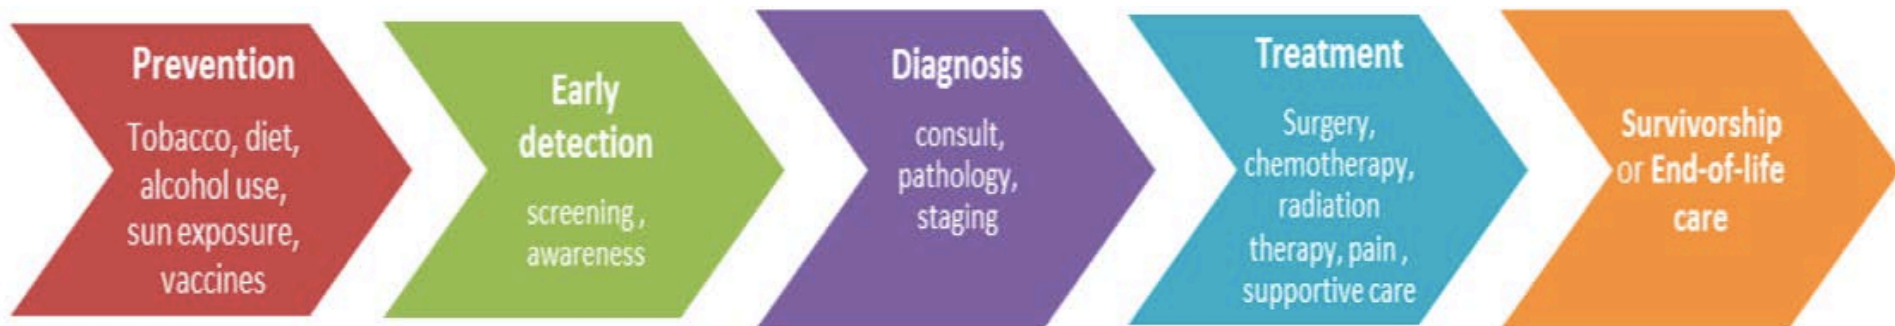 Prevention
Tobacco, diet,
alcohol use,
sun exposure,
vaccines
Early
detection
screening ,
awareness
Diagnosis
consult,
pathology,
staging
Treatment
Surgery,
chemotherapy,
radiation
therapy, pain ,
supportive care
Survivorship
or End-of-life
care